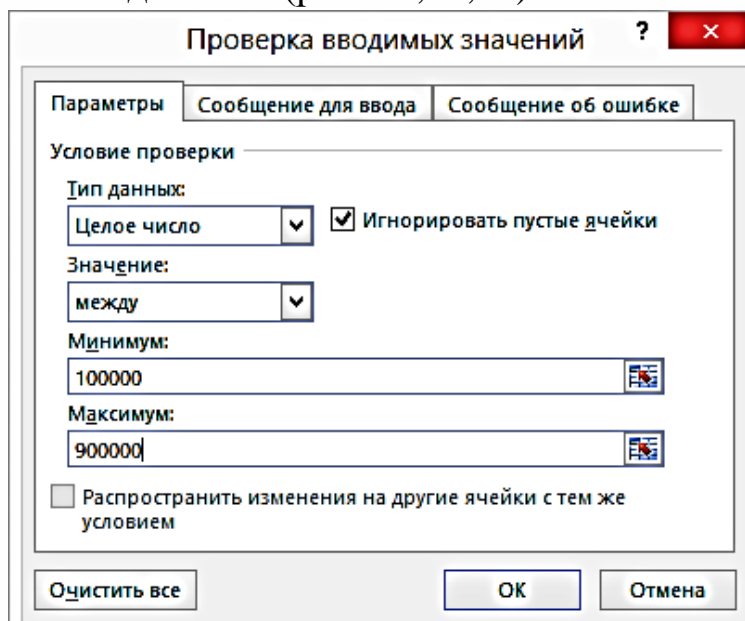 Проверка вводимых значений ? ×
Параметры Сообщение для ввода Сообщение об ошибке
Условие проверки
Тип данных:
Целое число Игнорировать пустые ячейки
Значение:
между
Минимум:
100000
Максимум:
900000
Распространить изменения на другие ячейки с тем же
условием
Очистить все ОК Отмена